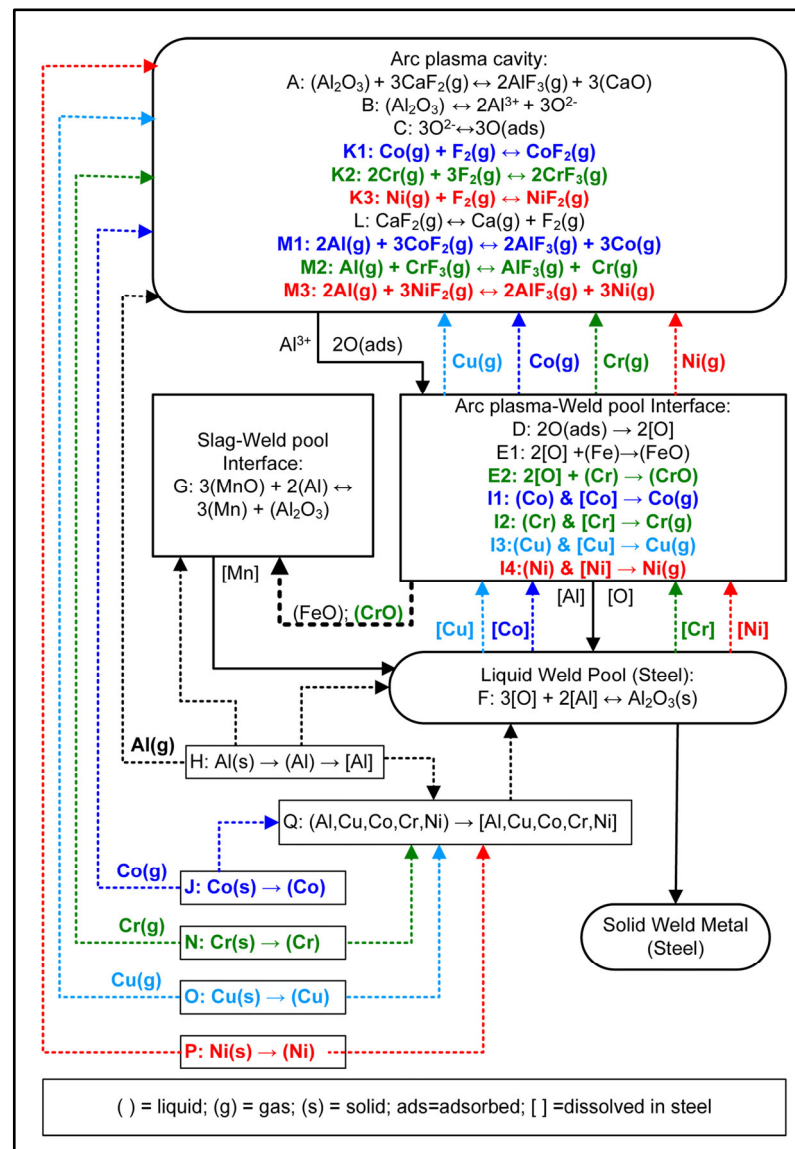 Arc plasma cavity:
A: (Al₂O₃) + 3CaF₂(g) ↔ 2AlF₃(g) + 3(CaO)
B: (Al₂O₃) ↔ 2Al³⁺ + 3O²⁻
C: 3O²⁻↔3O(ads)
K1: Co(g) + F₂(g) ↔ CoF₂(g)
K2: 2Cr(g) + 3F₂(g) ↔ 2CrF₃(g)
K3: Ni(g) + F₂(g) ↔ NiF₂(g)
L: CaF₂(g) ↔ Ca(g) + F₂(g)
M1: 2Al(g) + 3CoF₂(g) ↔ 2AlF₃(g) + 3Co(g)
M2: Al(g) + CrF₃(g) ↔ AlF₃(g) + Cr(g)
M3: 2Al(g) + 3NiF₂(g) ↔ 2AlF₃(g) + 3Ni(g)
Al³⁺ 2O(ads)
Cu(g) Co(g) Cr(g) Ni(g)
Slag-Weld pool
Interface:
G: 3(MnO) + 2(Al) ↔
3(Mn) + (Al₂O₃)
Arc plasma-Weld pool Interface:
D: 2O(ads) → 2[O]
E1: 2[O] +(Fe)→(FeO)
E2: 2[O] + (Cr) → (CrO)
I1: (Co) & [Co] → Co(g)
I2: (Cr) & [Cr] → Cr(g)
I3:(Cu) & [Cu] → Cu(g)
I4:(Ni) & [Ni] → Ni(g)
[Mn]
(FeO); (CrO)
[Al] [O]
[Cu] [Co] [Cr] [Ni]
Liquid Weld Pool (Steel):
F: 3[O] + 2[Al] ↔ Al₂O₃(s)
Al(g)
H: Al(s) → (Al) → [Al]
Q: (Al,Cu,Co,Cr,Ni) → [Al,Cu,Co,Cr,Ni]
Co(g)
J: Co(s) → (Co)
Cr(g)
N: Cr(s) → (Cr)
Cu(g)
O: Cu(s) → (Cu)
P: Ni(s) → (Ni)
Solid Weld Metal
(Steel)
( ) = liquid; (g) = gas; (s) = solid; ads=adsorbed; [ ] =dissolved in steel